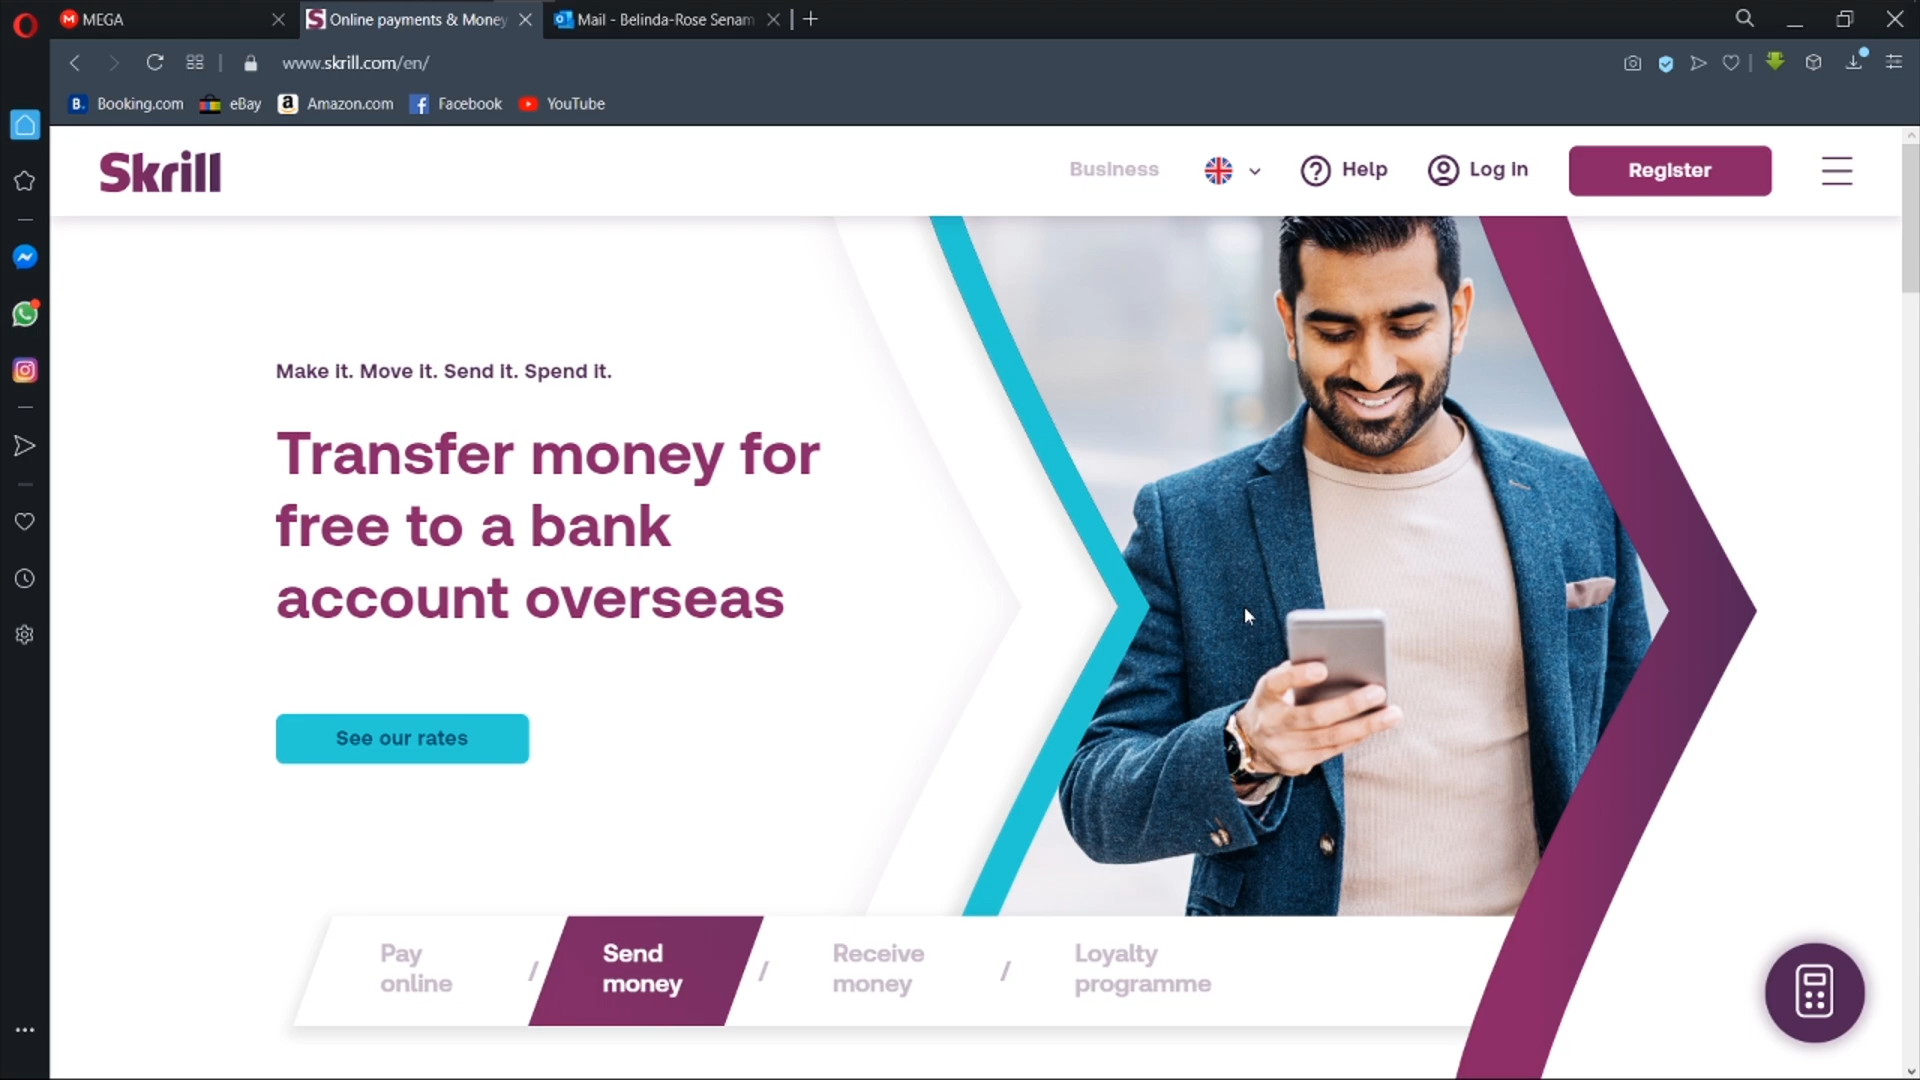 MEGA
Online payments & Money
Mail - Belinda-Rose Senam
www.skrill.com/en/
Booking.com
eBay
Amazon.com
Facebook
YouTube
Skrill
Business
Help
Log in
Register
Make it. Move it. Send it. Spend it.
Transfer money for
free to a bank
account overseas
See our rates
Pay
online
/
Send
money
/
Receive
money
/
Loyalty
programme